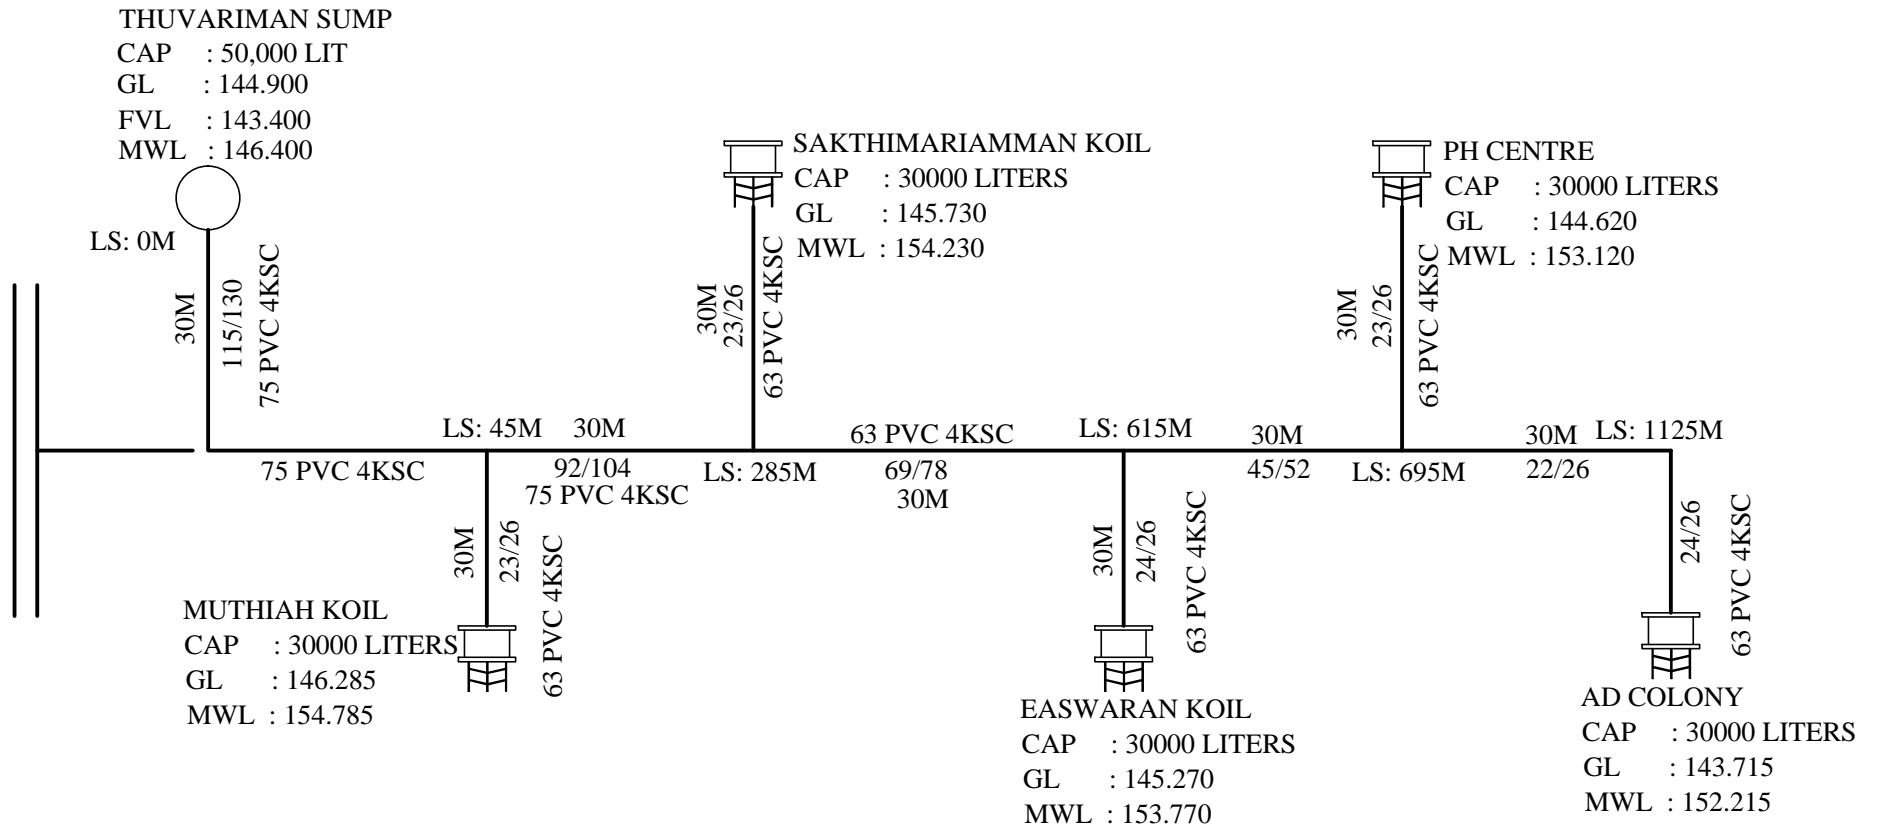 THUVARIMAN SUMP
CAP : 50,000 LIT
GL : 144.900
FVL : 143.400
MWL : 146.400
LS: 0M
30M
115/130
75 PVC 4KSC
SAKTHIMARIAMMAN KOIL
CAP : 30000 LITERS
GL : 145.730
MWL : 154.230
30M
23/26
63 PVC 4KSC
PH CENTRE
CAP : 30000 LITERS
GL : 144.620
MWL : 153.120
30M
23/26
63 PVC 4KSC
75 PVC 4KSC
LS: 45M
30M
92/104
75 PVC 4KSC
LS: 285M
63 PVC 4KSC
69/78
30M
LS: 615M
30M
45/52
LS: 695M
30M
22/26
LS: 1125M
30M
23/26
63 PVC 4KSC
MUTHIAH KOIL
CAP : 30000 LITERS
GL : 146.285
MWL : 154.785
30M
24/26
63 PVC 4KSC
EASWARAN KOIL
CAP : 30000 LITERS
GL : 145.270
MWL : 153.770
24/26
63 PVC 4KSC
AD COLONY
CAP : 30000 LITERS
GL : 143.715
MWL : 152.215